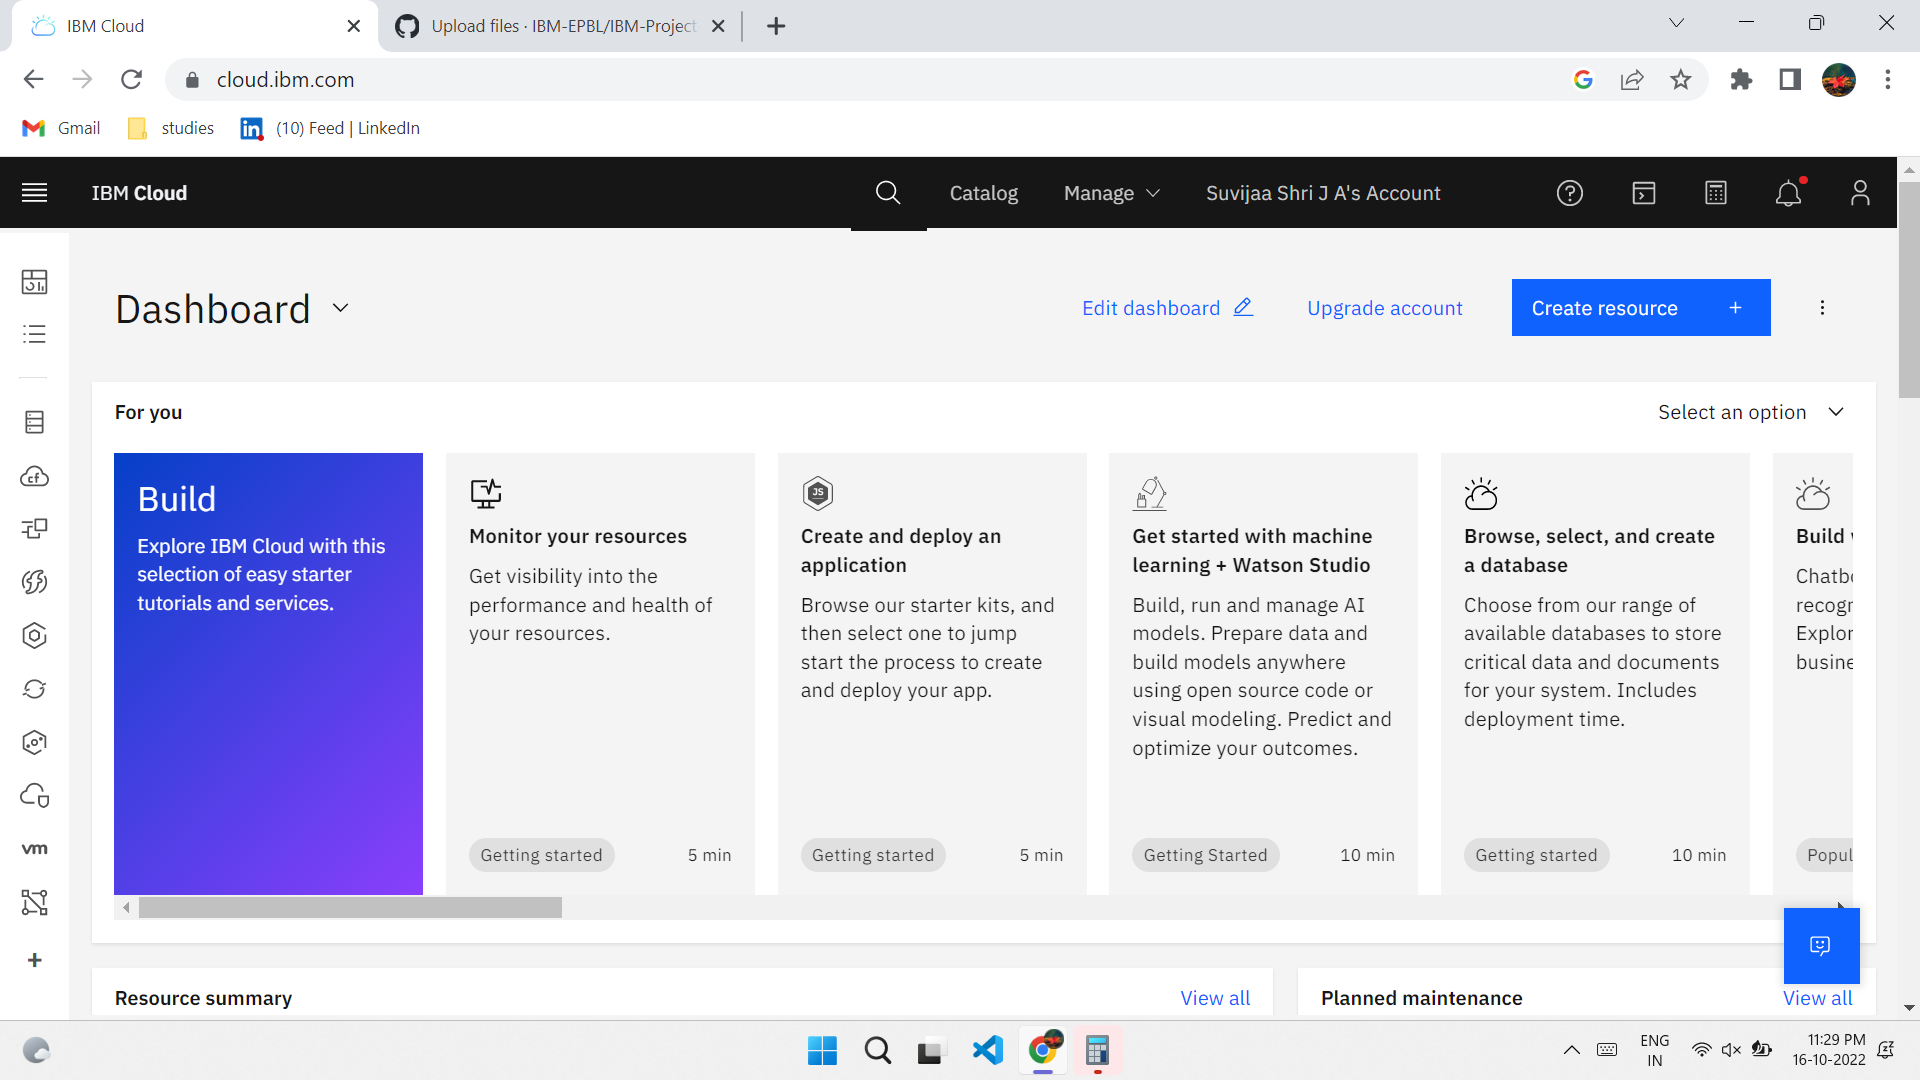 IBM Cloud
Upload files · IBM-EPBL/IBM-Project
cloud.ibm.com
Gmail
studies
(10) Feed | LinkedIn
IBM Cloud
Catalog
Manage
Suvijaa Shri J A's Account
Dashboard
Edit dashboard
Upgrade account
Create resource +
For you
Select an option
Build
Explore IBM Cloud with this
selection of easy starter
tutorials and services.
Monitor your resources
Get visibility into the
performance and health of
your resources.
Getting started
5 min
JS
Create and deploy an
application
Browse our starter kits, and
then select one to jump
start the process to create
and deploy your app.
Getting started
5 min
Get started with machine
learning + Watson Studio
Build, run and manage AI
models. Prepare data and
build models anywhere
using open source code or
visual modeling. Predict and
optimize your outcomes.
Getting Started
10 min
Browse, select, and create
a database
Choose from our range of
available databases to store
critical data and documents
for your system. Includes
deployment time.
Getting started
10 min
Build
Chatb
recogr
Explor
busine
Popul
cf
vm
Resource summary
View all
Planned maintenance
View all
ENG
IN
11:29 PM
16-10-2022